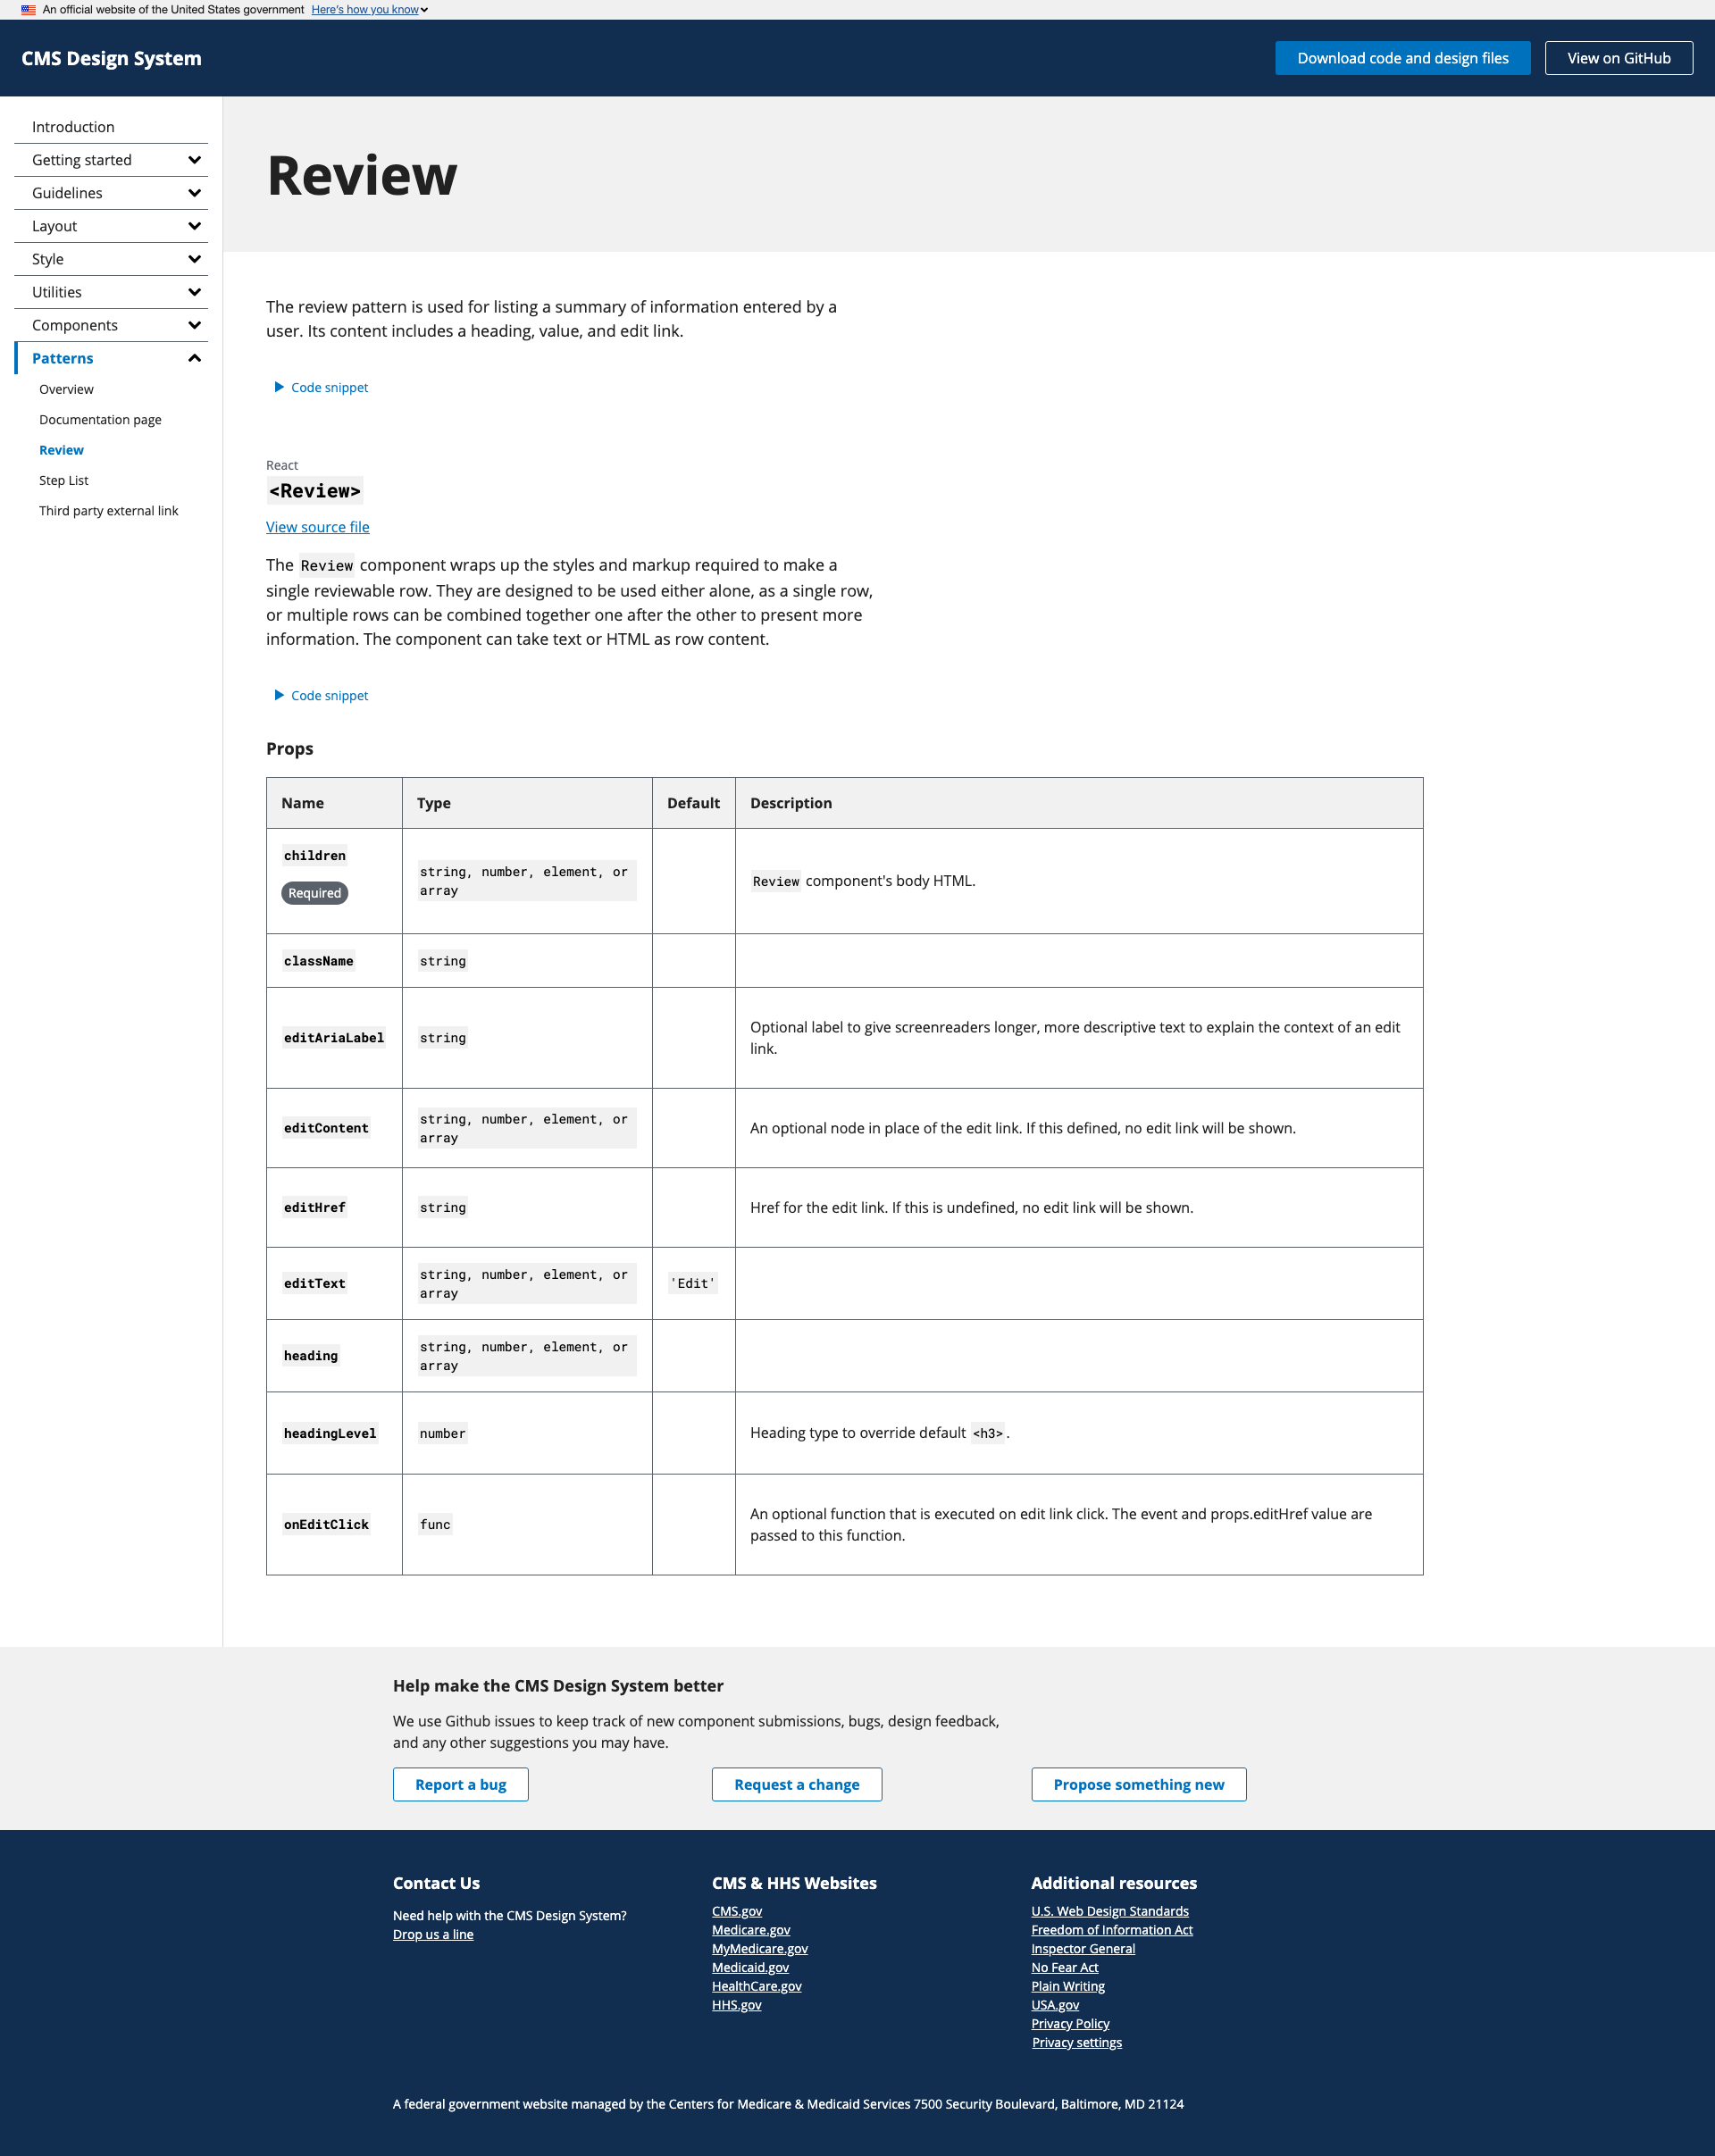 An official website of the United States government Here's how you know
CMS Design System
Download code and design files
View on GitHub
Introduction
Getting started
Guidelines
Layout
Style
Utilities
Components
Patterns
Overview
Documentation page
Review
Step List
Third party external link
Review
The review pattern is used for listing a summary of information entered by a
user. Its content includes a heading, value, and edit link.
Code snippet
React
<Review>
View source file
The Review component wraps up the styles and markup required to make a
single reviewable row. They are designed to be used either alone, as a single row,
or multiple rows can be combined together one after the other to present more
information. The component can take text or HTML as row content.
Code snippet
Props
Name Type Default Description
children
Required
string, number, element, or
array
Review component's body HTML.
className string
editAriaLabel string
Optional label to give screenreaders longer, more descriptive text to explain the context of an edit
link.
editContent
string, number, element, or
array
An optional node in place of the edit link. If this defined, no edit link will be shown.
editHref string Href for the edit link. If this is undefined, no edit link will be shown.
editText
string, number, element, or
array
'Edit'
heading
string, number, element, or
array
headingLevel number Heading type to override default <h3>.
onEditClick func
An optional function that is executed on edit link click. The event and props.editHref value are
passed to this function.
Help make the CMS Design System better
We use Github issues to keep track of new component submissions, bugs, design feedback,
and any other suggestions you may have.
Report a bug
Request a change
Propose something new
Contact Us
Need help with the CMS Design System?
Drop us a line
CMS & HHS Websites
CMS.gov
Medicare.gov
MyMedicare.gov
Medicaid.gov
HealthCare.gov
HHS.gov
Additional resources
U.S. Web Design Standards
Freedom of Information Act
Inspector General
No Fear Act
Plain Writing
USA.gov
Privacy Policy
Privacy settings
A federal government website managed by the Centers for Medicare & Medicaid Services 7500 Security Boulevard, Baltimore, MD 21124